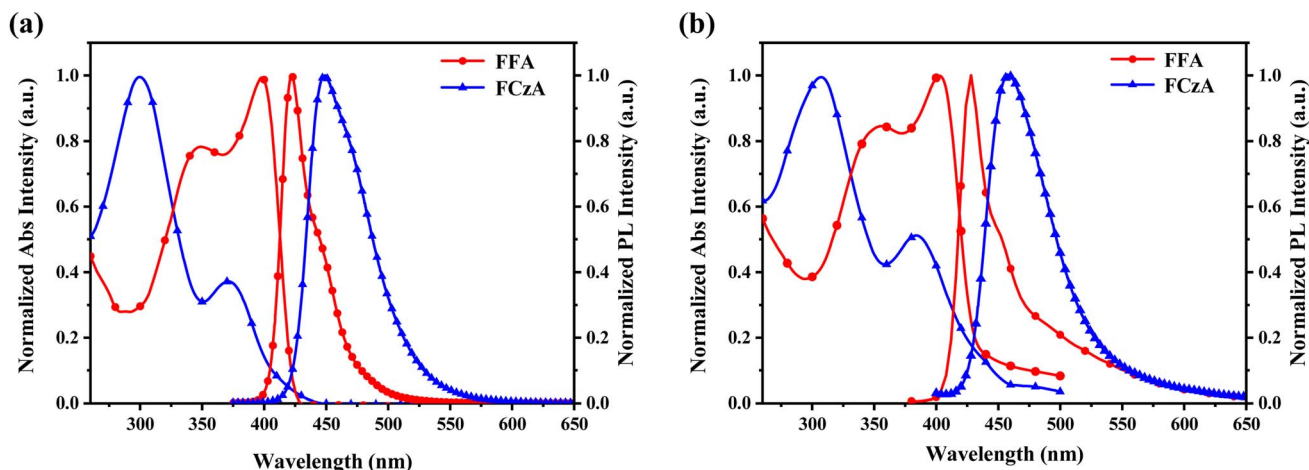 (a)
FFA
FCzA
Normalized Abs Intensity (a.u.)
1.0
0.8
0.6
0.4
0.2
0.0
Normalized PL Intensity (a.u.)
1.0
0.8
0.6
0.4
0.2
0.0
300 350 400 450 500 550 600 650
Wavelength (nm)
(b)
FFA
FCzA
Normalized Abs Intensity (a.u.)
1.0
0.8
0.6
0.4
0.2
0.0
Normalized PL Intensity (a.u.)
1.0
0.8
0.6
0.4
0.2
0.0
300 350 400 450 500 550 600 650
Wavelength (nm)